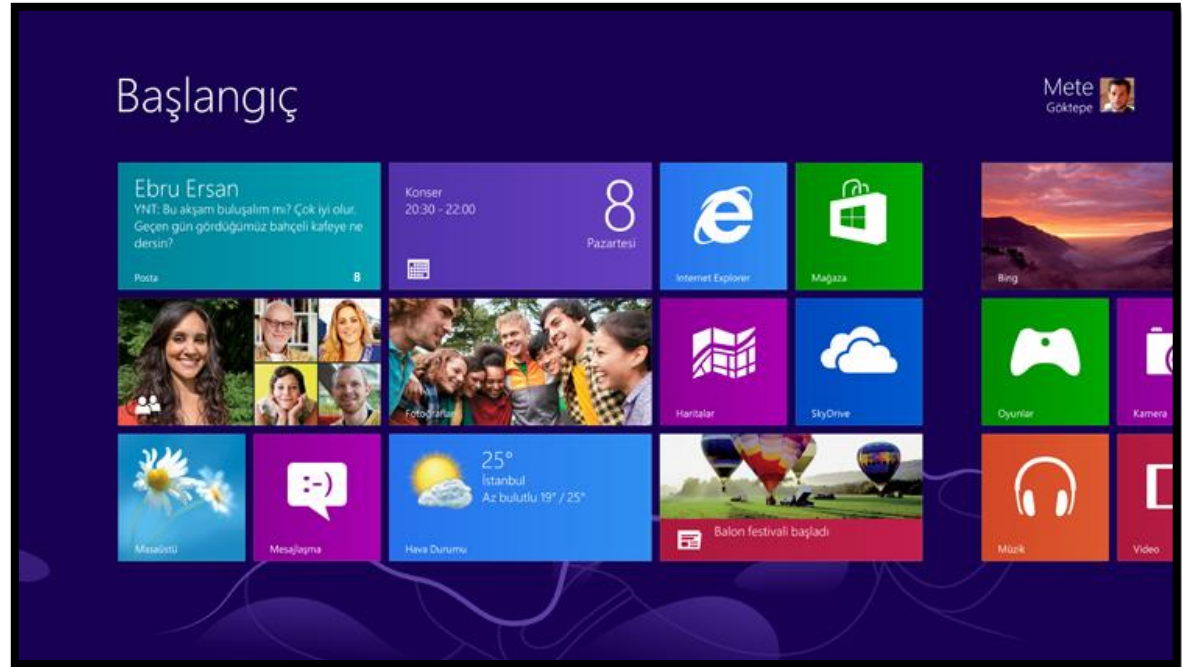 Başlangıç
Mete
Göktepe
Ebru Ersan
YNT: Bu akşam buluşalım mı? Çok iyi olur.
Geçen gün gördüğümüz bahçeli kafeye ne
dersin?
Posta 8
Konser
20:30 - 22:00
8
Pazartesi
Internet Explorer
Mağaza
Bing
Fotoğraflar
Haritalar
SkyDrive
Oyunlar
Kamera
Masaüstü
Mesajlaşma
25°
İstanbul
Az bulutlu 19° / 25°
Hava Durumu
Balon festivali başladı
Müzik
Video